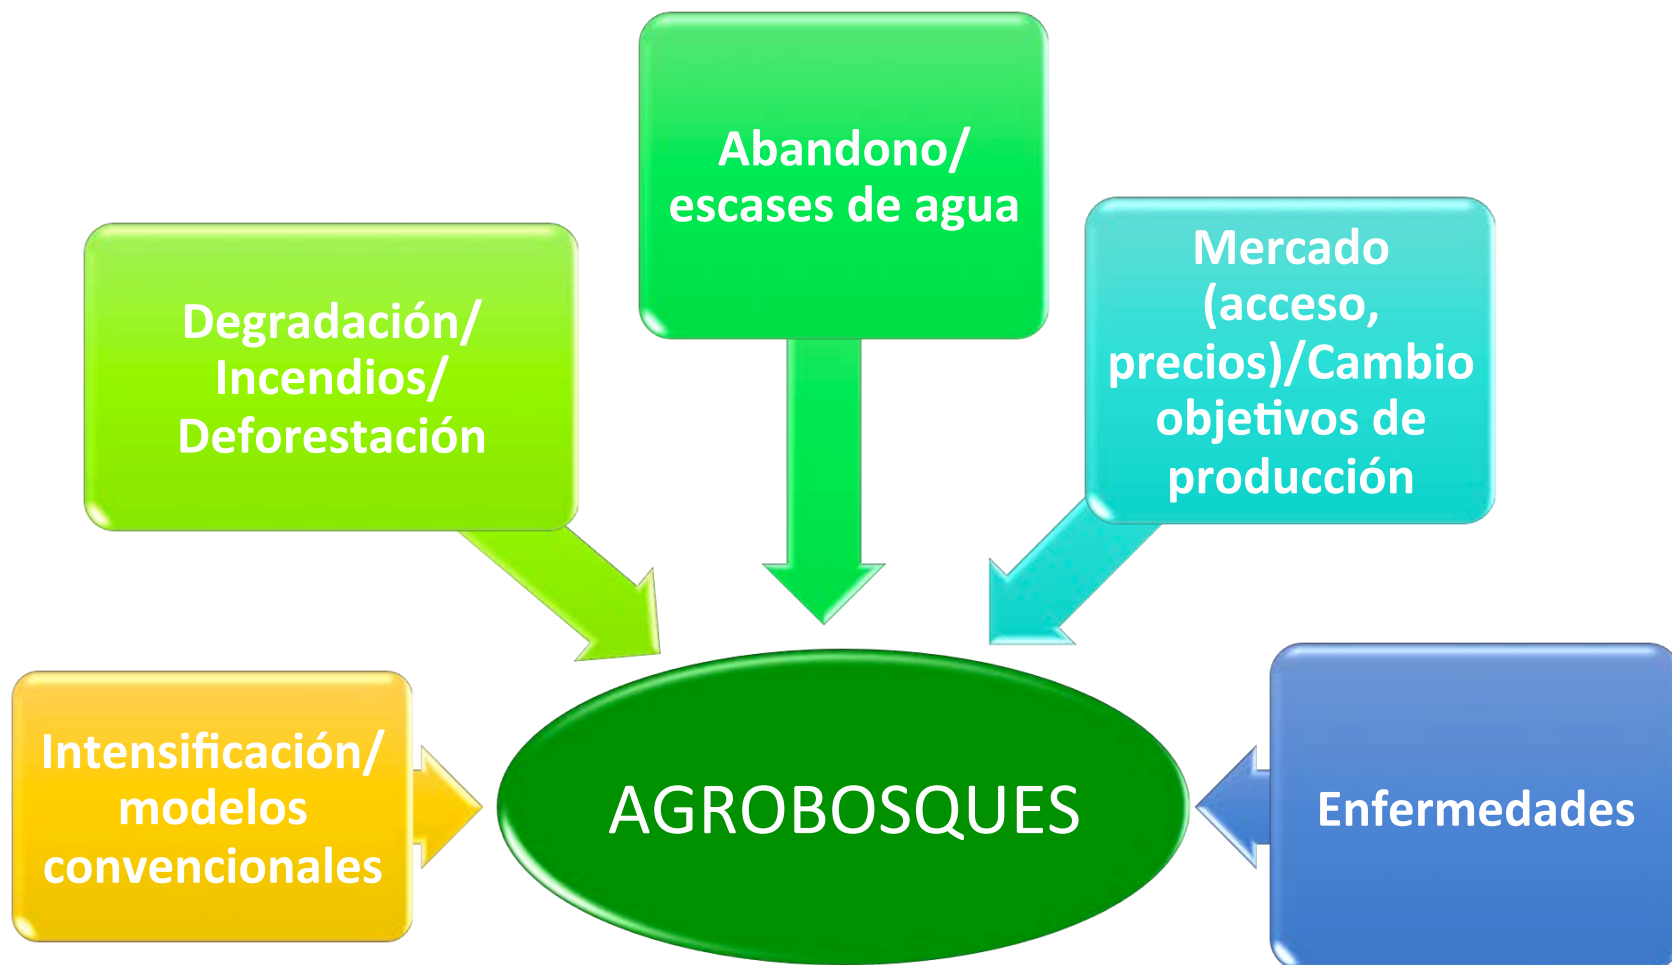 Abandono/
escases de agua
Degradación/
Incendios/
Deforestación
Mercado
(acceso,
precios)/Cambio
objetivos de
producción
Intensificación/
modelos
convencionales
AGROBOSQUES
Enfermedades